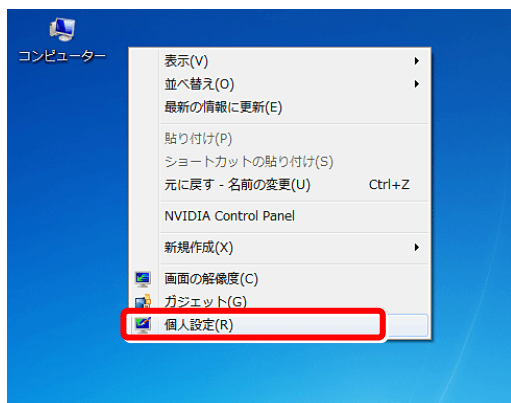 コンピューター
表示(V)
並べ替え(O)
最新の情報に更新(E)
貼り付け(P)
ショートカットの貼り付け(S)
元に戻す - 名前の変更(U) Ctrl+Z
NVIDIA Control Panel
新規作成(X)
画面の解像度(C)
ガジェット(G)
個人設定(R)